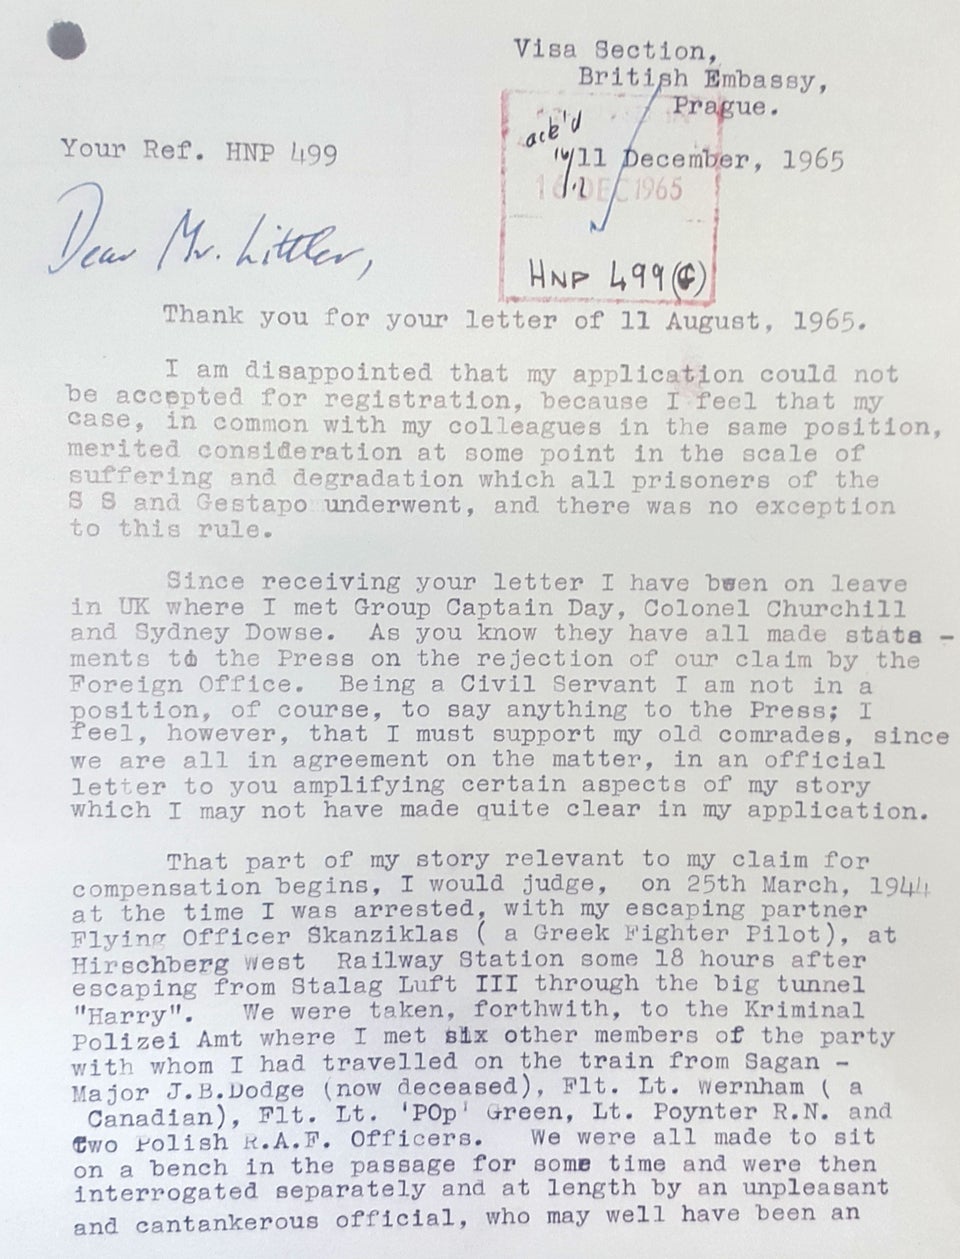 Visa Section,
British Embassy,
Prague.
ack'd
Your Ref. HNP 499
11 December, 1965
16 DEC 1965
Dear Mr. Littler,
HNP 499(C)
Thank you for your letter of 11 August, 1965.
I am disappointed that my application could not
be accepted for registration, because I feel that my
case, in common with my colleagues in the same position,
merited consideration at some point in the scale of
suffering and degradation which all prisoners of the
S S and Gestapo underwent, and there was no exception
to this rule.
Since receiving your letter I have been on leave
in UK where I met Group Captain Day, Colonel Churchill
and Sydney Dowse. As you know they have all made stata -
ments to the Press on the rejection of our claim by the
Foreign Office. Being a Civil Servant I am not in a
position, of course, to say anything to the Press; I
feel, however, that I must support my old comrades, since
we are all in agreement on the matter, in an official
letter to you amplifying certain aspects of my story
which I may not have made quite clear in my application.
That part of my story relevant to my claim for
compensation begins, I would judge, on 25th March, 1944
at the time I was arrested, with my escaping partner
Flying Officer Skanziklas ( a Greek Fighter Pilot), at
Hirschberg West Railway Station some 18 hours after
escaping from Stalag Luft III through the big tunnel
"Harry". We were taken, forthwith, to the Kriminal
Polizei Amt where I met six other members of the party
with whom I had travelled on the train from Sagan -
Major J.B.Dodge (now deceased), Flt. Lt. Wernham ( a
Canadian), Flt. Lt. 'POp' Green, Lt. Poynter R.N. and
two Polish R.A.F. Officers. We were all made to sit
on a bench in the passage for some time and were then
interrogated separately and at length by an unpleasant
and cantankerous official, who may well have been an